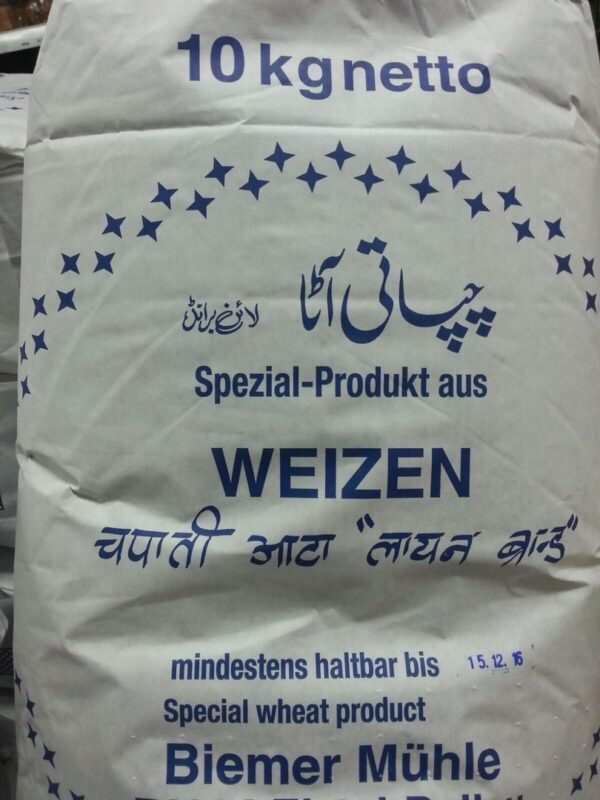 10 kg netto
چپاتی آٹا لائن برانڈ
Spezial-Produkt aus
WEIZEN
चपाती आटा "लायन ब्रान्ड"
mindestens haltbar bis 15.12.16
Special wheat product
Biemer Mühle